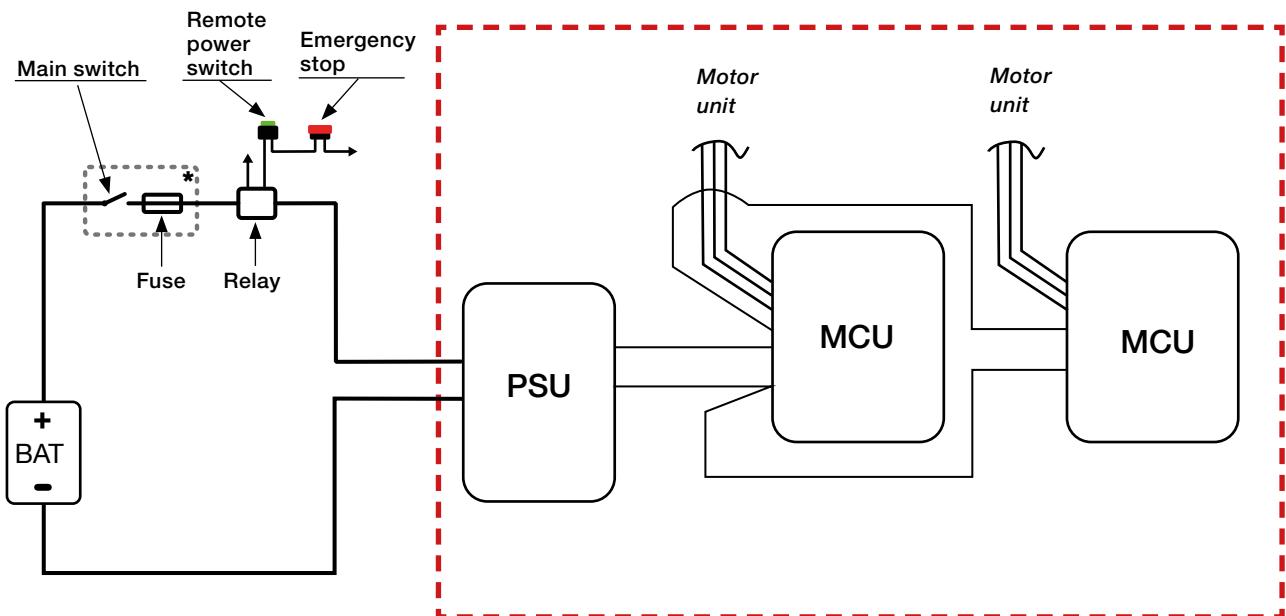 Remote
power
switch
Emergency
stop
Main switch
*
Fuse
Relay
+
BAT
-
PSU
Motor
unit
MCU
Motor
unit
MCU